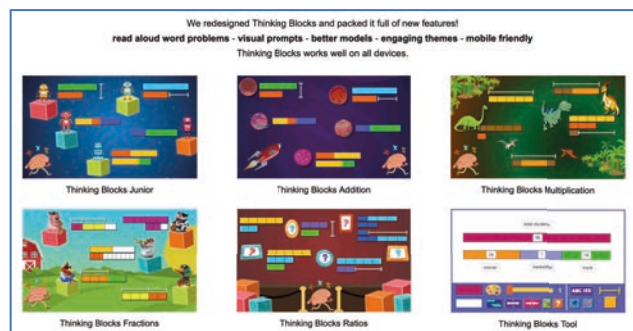 We redesigned Thinking Blocks and packed it full of new features!
read aloud word problems - visual prompts - better models - engaging themes - mobile friendly
Thinking Blocks works well on all devices.
Thinking Blocks Junior
Thinking Blocks Addition
Thinking Blocks Multiplication
Thinking Blocks Fractions
Thinking Blocks Ratios
Thinking Blocks Tool